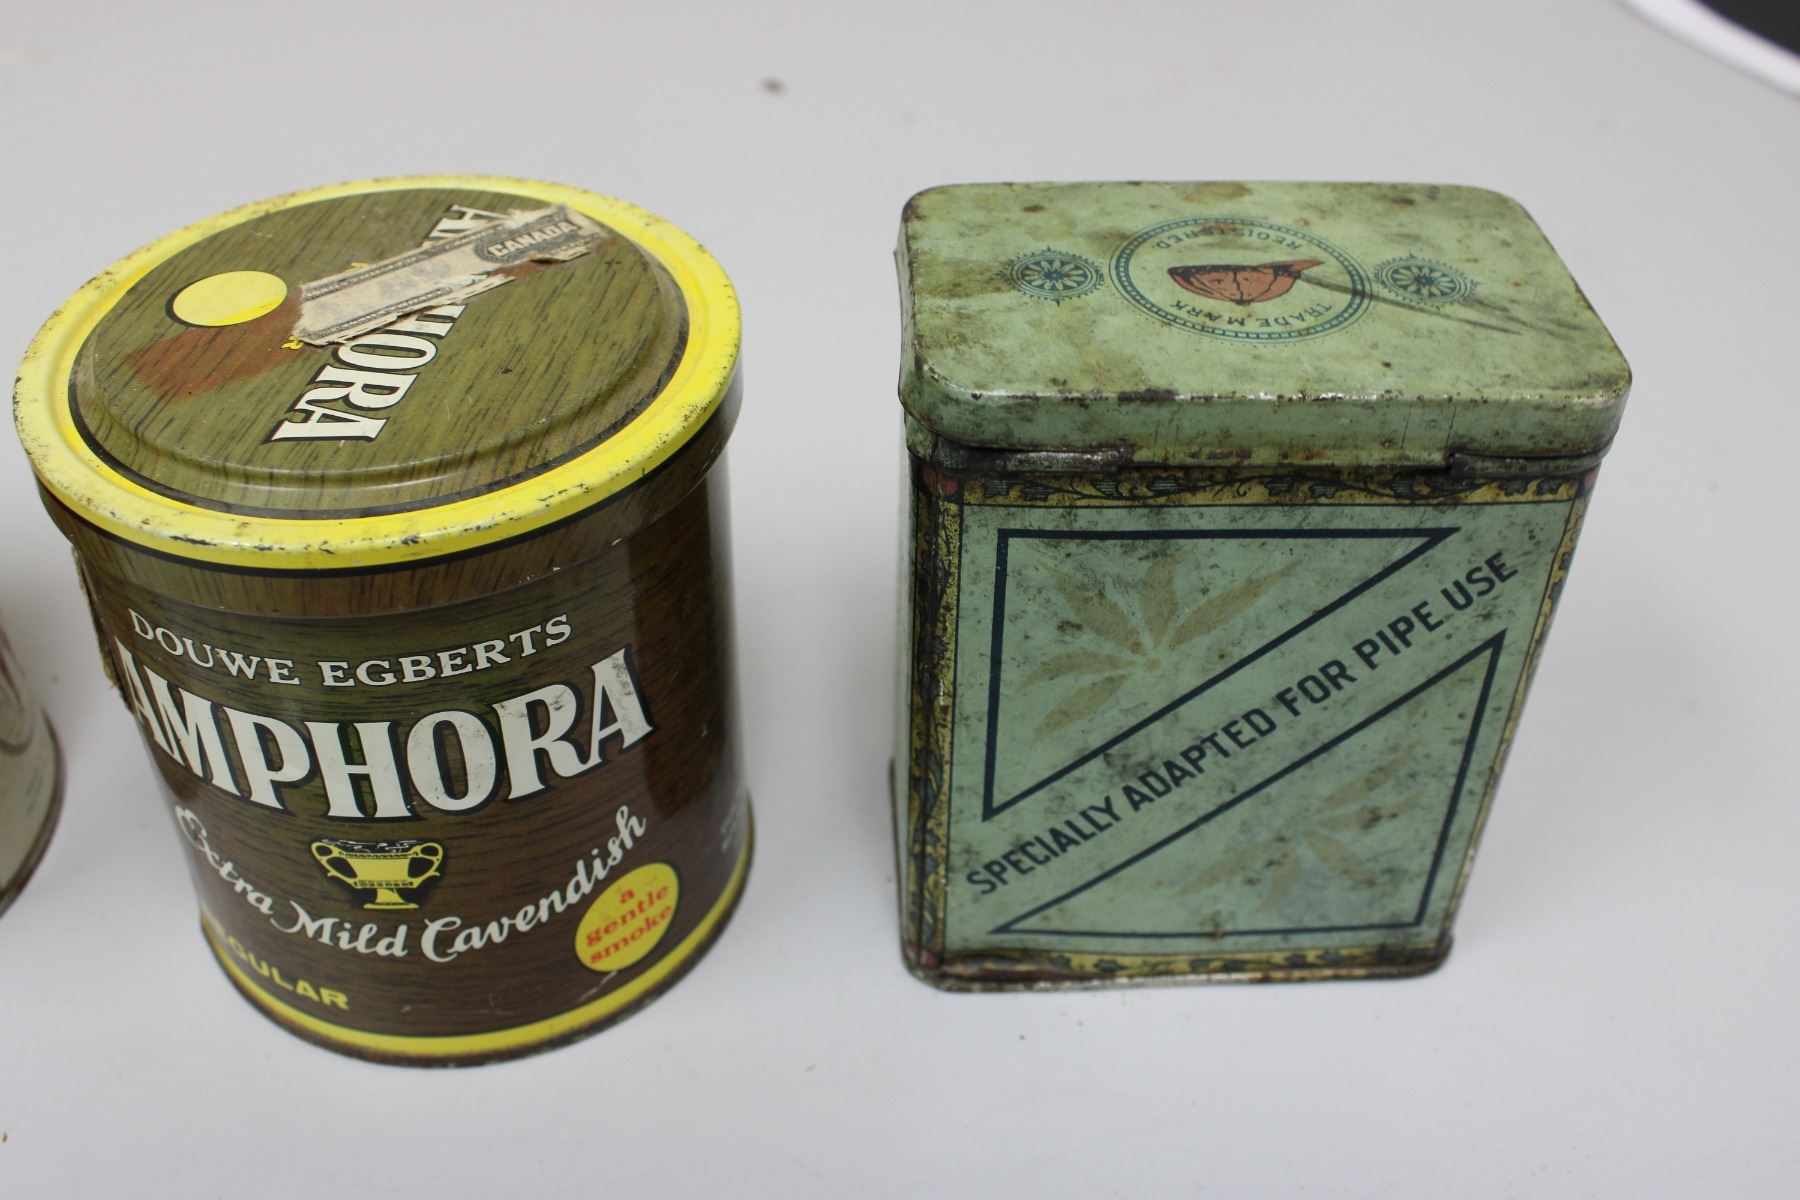 CANADA
AMPHORA
DOUWE EGBERTS
AMPHORA
Extra Mild Cavendish
REGULAR
a
gentle
smoke
REGISTERED
TRADE MARK
SPECIALLY ADAPTED FOR PIPE USE